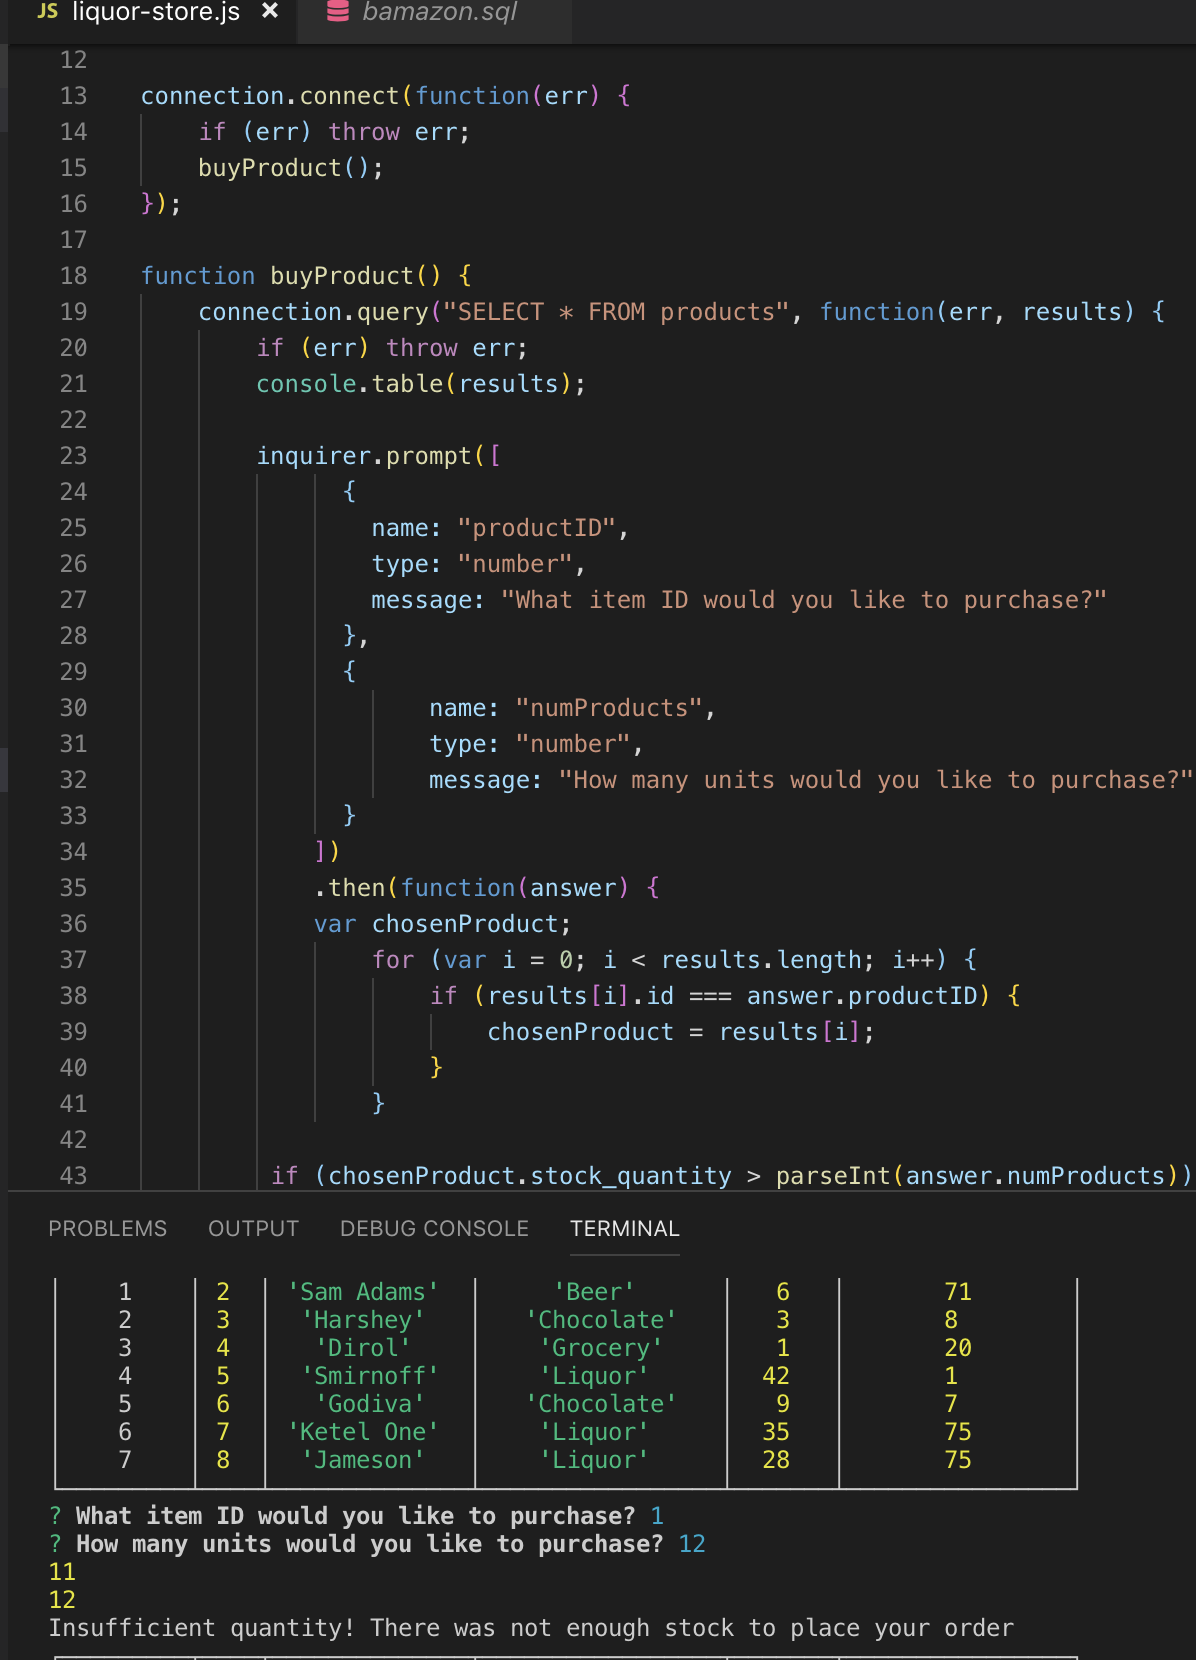 JS liquor-store.js × bamazon.sql
12
13 connection.connect(function(err) {
14 if (err) throw err;
15 buyProduct();
16 });
17
18 function buyProduct() {
19 connection.query("SELECT * FROM products", function(err, results) {
20 if (err) throw err;
21 console.table(results);
22
23 inquirer.prompt([
24 {
25 name: "productID",
26 type: "number",
27 message: "What item ID would you like to purchase?"
28 },
29 {
30 name: "numProducts",
31 type: "number",
32 message: "How many units would you like to purchase?"
33 }
34 ])
35 .then(function(answer) {
36 var chosenProduct;
37 for (var i = 0; i < results.length; i++) {
38 if (results[i].id === answer.productID) {
39 chosenProduct = results[i];
40 }
41 }
42
43 if (chosenProduct.stock_quantity > parseInt(answer.numProducts))
PROBLEMS OUTPUT DEBUG CONSOLE TERMINAL
1 2 'Sam Adams' 'Beer' 6 71
2 3 'Harshey' 'Chocolate' 3 8
3 4 'Dirol' 'Grocery' 1 20
4 5 'Smirnoff' 'Liquor' 42 1
5 6 'Godiva' 'Chocolate' 9 7
6 7 'Ketel One' 'Liquor' 35 75
7 8 'Jameson' 'Liquor' 28 75
? What item ID would you like to purchase? 1
? How many units would you like to purchase? 12
11
12
Insufficient quantity! There was not enough stock to place your order